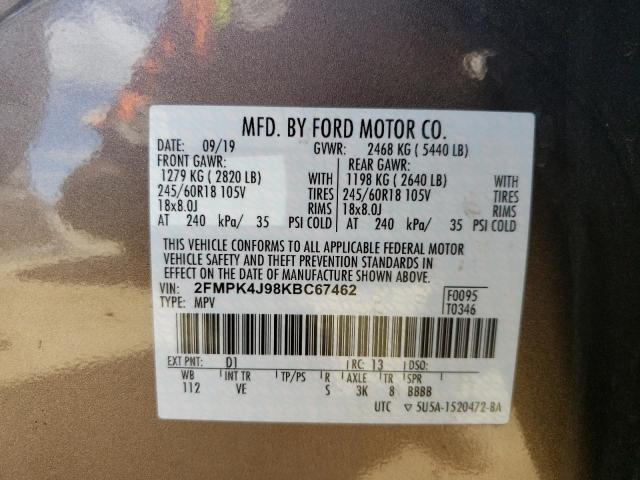 MFD. BY FORD MOTOR CO.
DATE: 09/19 GVWR: 2468 KG ( 5440 LB)
FRONT GAWR: REAR GAWR:
1279 KG ( 2820 LB) WITH 1198 KG ( 2640 LB) WITH
245/60R18 105V TIRES 245/60R18 105V TIRES
18x8.0J RIMS 18x8.0J RIMS
AT 240 kPa/ 35 PSI COLD AT 240 kPa/ 35 PSI COLD
THIS VEHICLE CONFORMS TO ALL APPLICABLE FEDERAL MOTOR
VEHICLE SAFETY AND THEFT PREVENTION STANDARDS IN
EFFECT ON THE DATE OF MANUFACTURE SHOWN ABOVE.
VIN: 2FMPK4J98KBC67462 F0095
TYPE: MPV T0346
EXT PNT: D1 RC: 13 DSO:
WB INT TR TP/PS R AXLE TR SPR
112 VE S 3K 8 BBBB
UTC 5U5A-1520472-BA